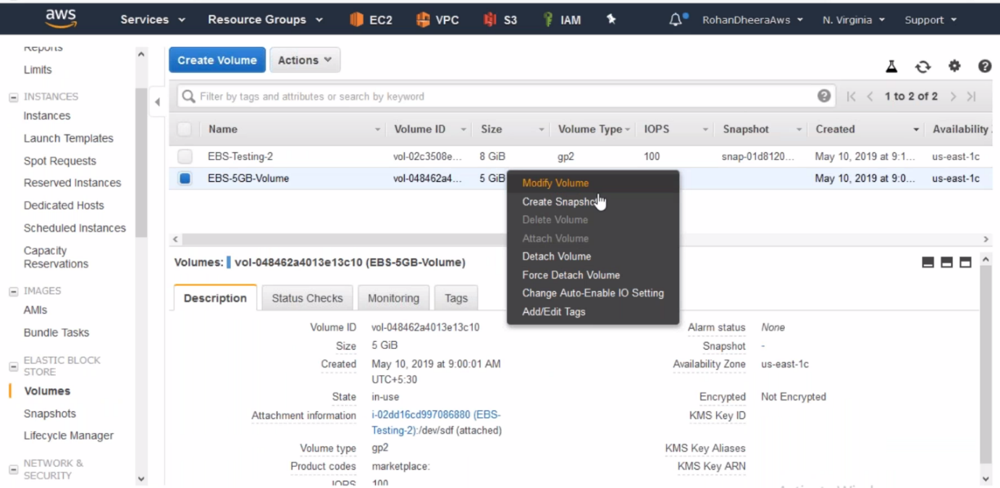 aws Services Resource Groups EC2 VPC S3 IAM RohanDheeraAws N. Virginia Support
Reports
Limits
INSTANCES
Instances
Launch Templates
Spot Requests
Reserved Instances
Dedicated Hosts
Scheduled Instances
Capacity
Reservations
IMAGES
AMIs
Bundle Tasks
ELASTIC BLOCK
STORE
Volumes
Snapshots
Lifecycle Manager
NETWORK &
SECURITY
Create Volume Actions
Filter by tags and attributes or search by keyword 1 to 2 of 2
Name Volume ID Size Volume Type IOPS Snapshot Created Availability
EBS-Testing-2 vol-02c3508e... 8 GiB gp2 100 snap-01d8120... May 10, 2019 at 9:1... us-east-1c
EBS-5GB-Volume vol-048462a4... 5 GiB May 10, 2019 at 9:0... us-east-1c
Modify Volume
Create Snapshot
Delete Volume
Attach Volume
Detach Volume
Force Detach Volume
Change Auto-Enable IO Setting
Add/Edit Tags
Volumes: vol-048462a4013e13c10 (EBS-5GB-Volume)
Description Status Checks Monitoring Tags
Volume ID vol-048462a4013e13c10
Size 5 GiB
Created May 10, 2019 at 9:00:01 AM
UTC+5:30
State in-use
Attachment information i-02dd16cd997086880 (EBS-
Testing-2):/dev/sdf (attached)
Volume type gp2
Product codes marketplace:
IOPS 100
Alarm status None
Snapshot -
Availability Zone us-east-1c
Encrypted Not Encrypted
KMS Key ID
KMS Key Aliases
KMS Key ARN